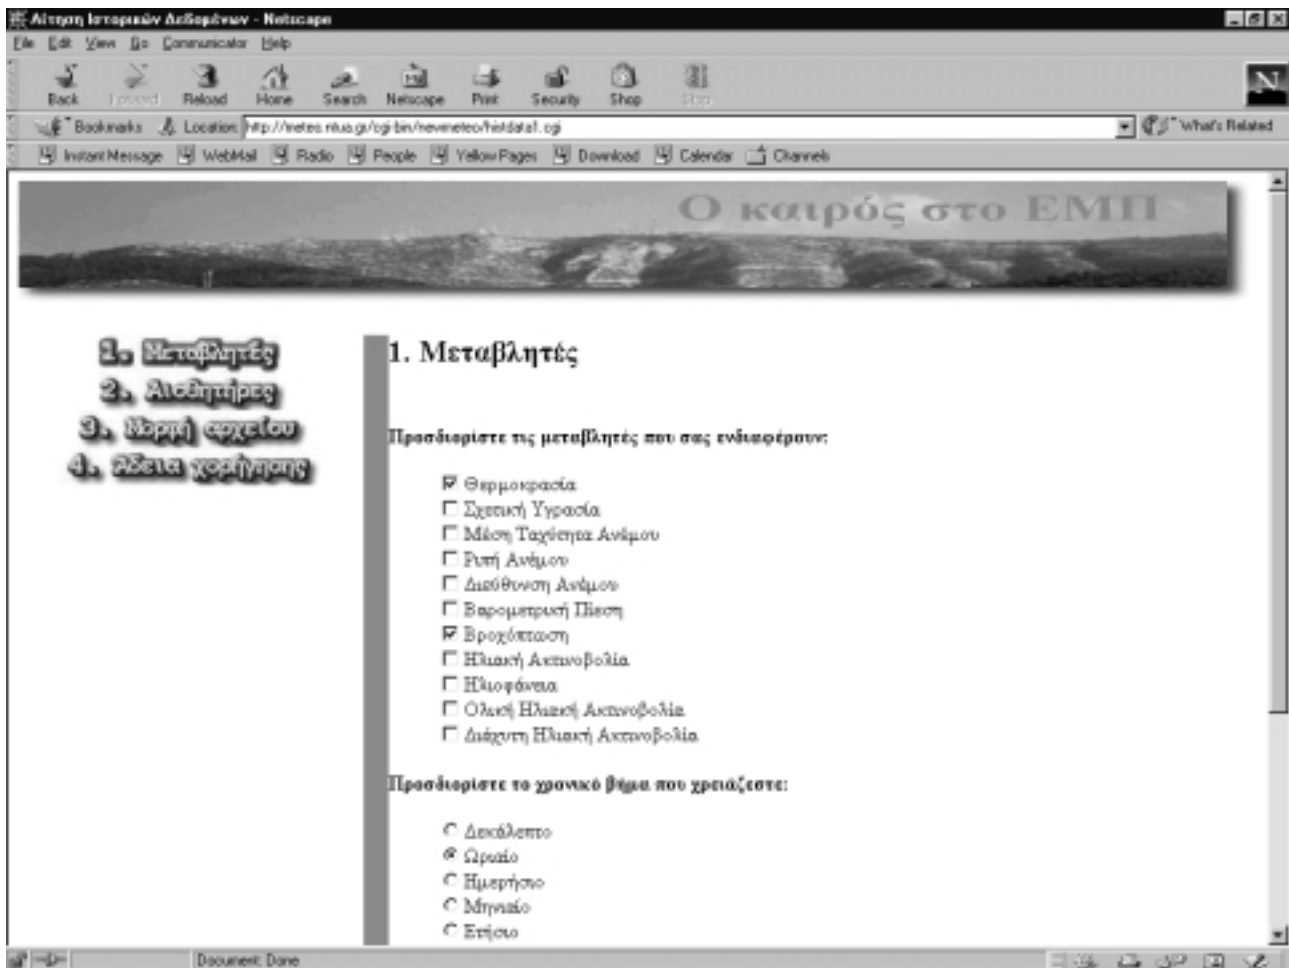 Αίτηση Ιστορικών Δεδομένων - Netscape
File Edit View Go Communicator Help
Back Forward Reload Home Search Netscape Print Security Shop Stop
Bookmarks Location: http://meteo.ntua.gr/cgi-bin/newmeteo/histdata1.cgi What's Related
Instant Message WebMail Radio People Yellow Pages Download Calendar Channels
Ο καιρός στο ΕΜΠ
1. Μεταβλητές
2. Αισθητήρες
3. Μορφή αρχείου
4. Άδεια χορήγησης
1. Μεταβλητές
Προσδιορίστε τις μεταβλητές που σας ενδιαφέρουν:
Θερμοκρασία
Σχετική Υγρασία
Μέση Ταχύτητα Ανέμου
Ριπή Ανέμου
Διεύθυνση Ανέμου
Βαρομετρική Πίεση
Βροχόπτωση
Ηλιακή Ακτινοβολία
Ηλιοφάνεια
Ολική Ηλιακή Ακτινοβολία
Διάχυτη Ηλιακή Ακτινοβολία
Προσδιορίστε το χρονικό βήμα που χρειάζεστε:
Δεκάλεπτο
Ωριαίο
Ημερήσιο
Μηνιαίο
Ετήσιο
Document: Done